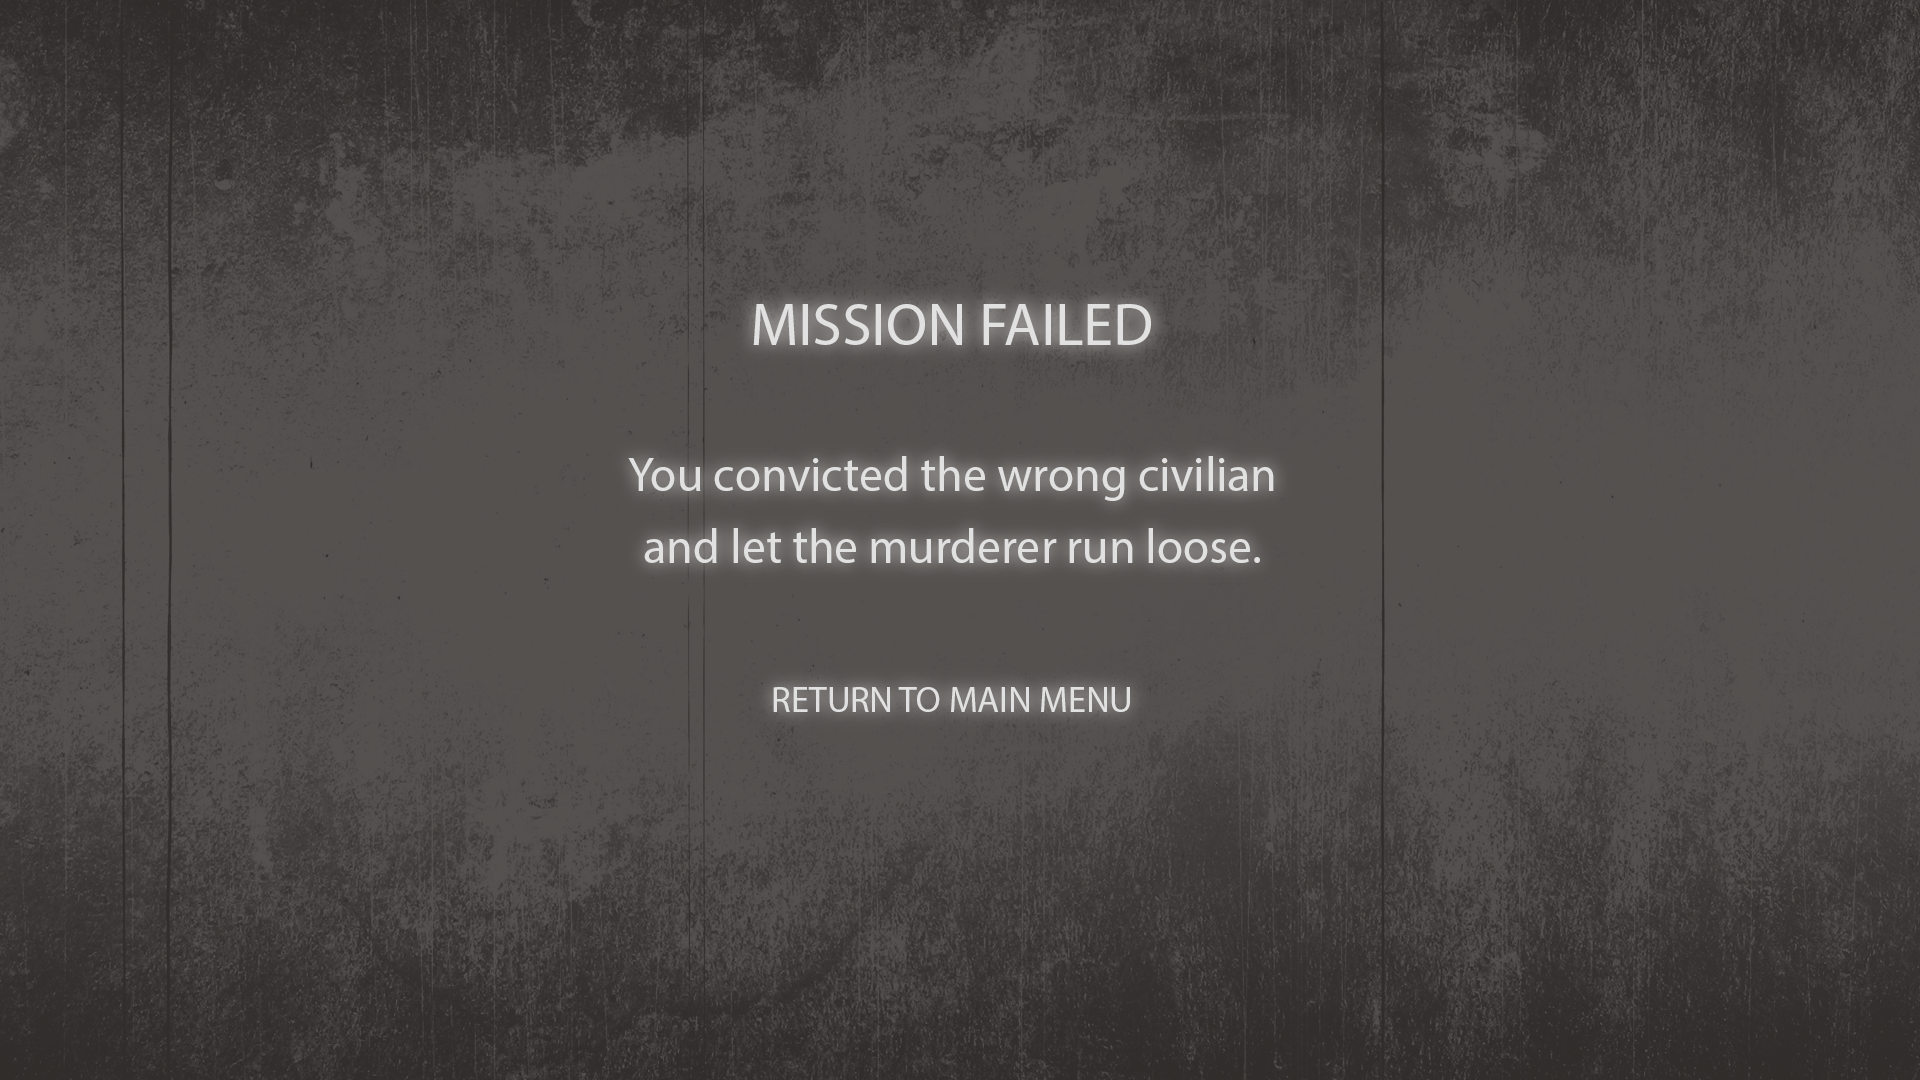 MISSION FAILED
You convicted the wrong civilian
and let the murderer run loose.
RETURN TO MAIN MENU